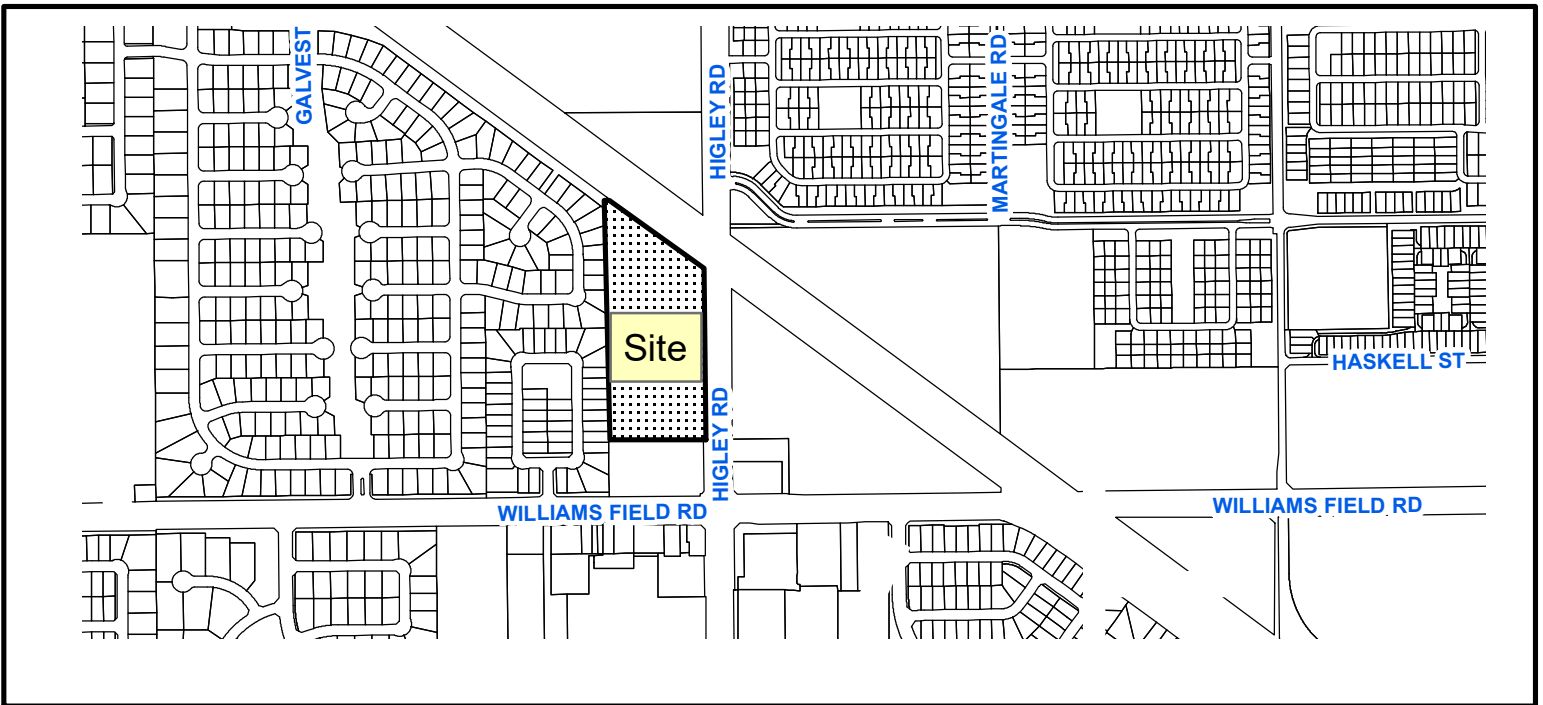 GALVEST
HIGLEY RD
MARTINGALE RD
Site
HASKELL ST
HIGLEY RD
WILLIAMS FIELD RD
WILLIAMS FIELD RD